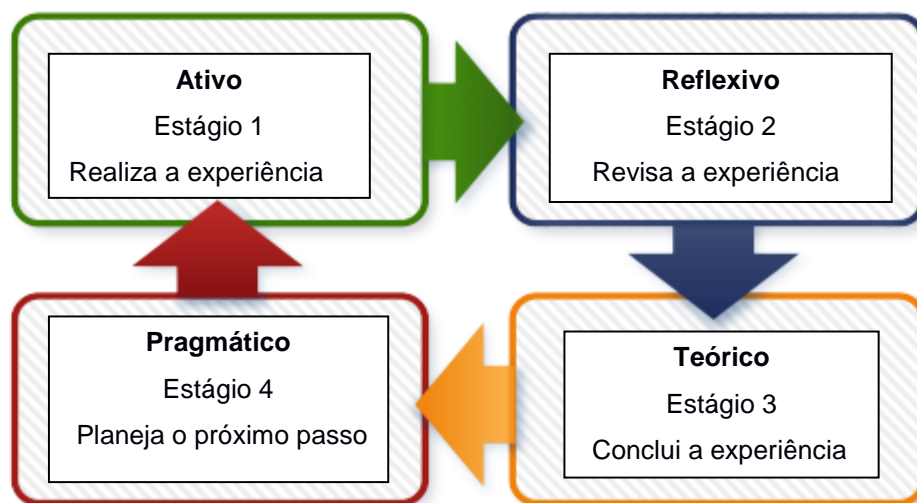 Ativo
Estágio 1
Realiza a experiência
Reflexivo
Estágio 2
Revisa a experiência
Pragmático
Estágio 4
Planeja o próximo passo
Teórico
Estágio 3
Conclui a experiência